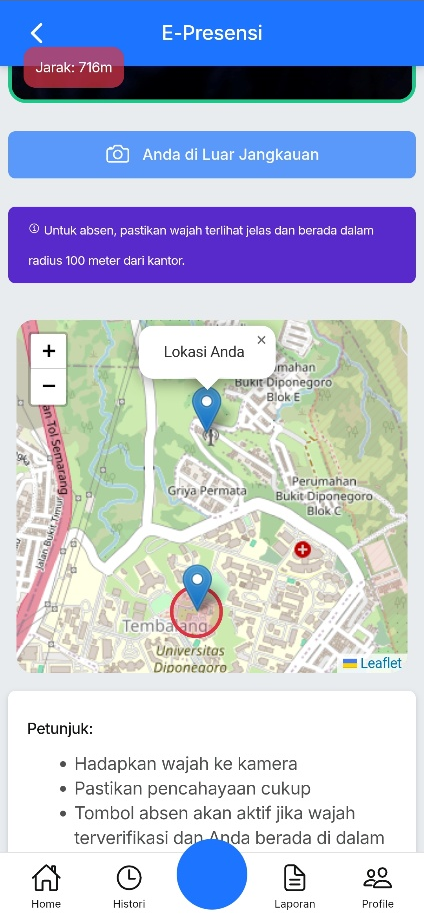 E-Presensi
Jarak: 716m
Anda di Luar Jangkauan
Untuk absen, pastikan wajah terlihat jelas dan berada dalam
radius 100 meter dari kantor.
+
−
Lokasi Anda
×
Perumahan
Bukit Diponegoro
Blok E
Jalan Tol Semarang
Griya Permata
Perumahan
Bukit Diponegoro
Blok C
Jalan Bukit Timur
Tembalang
Universitas
Diponegoro
Leaflet
Petunjuk:
• Hadapkan wajah ke kamera
• Pastikan pencahayaan cukup
• Tombol absen akan aktif jika wajah
terverifikasi dan Anda berada di dalam
Home
Histori
Laporan
Profile